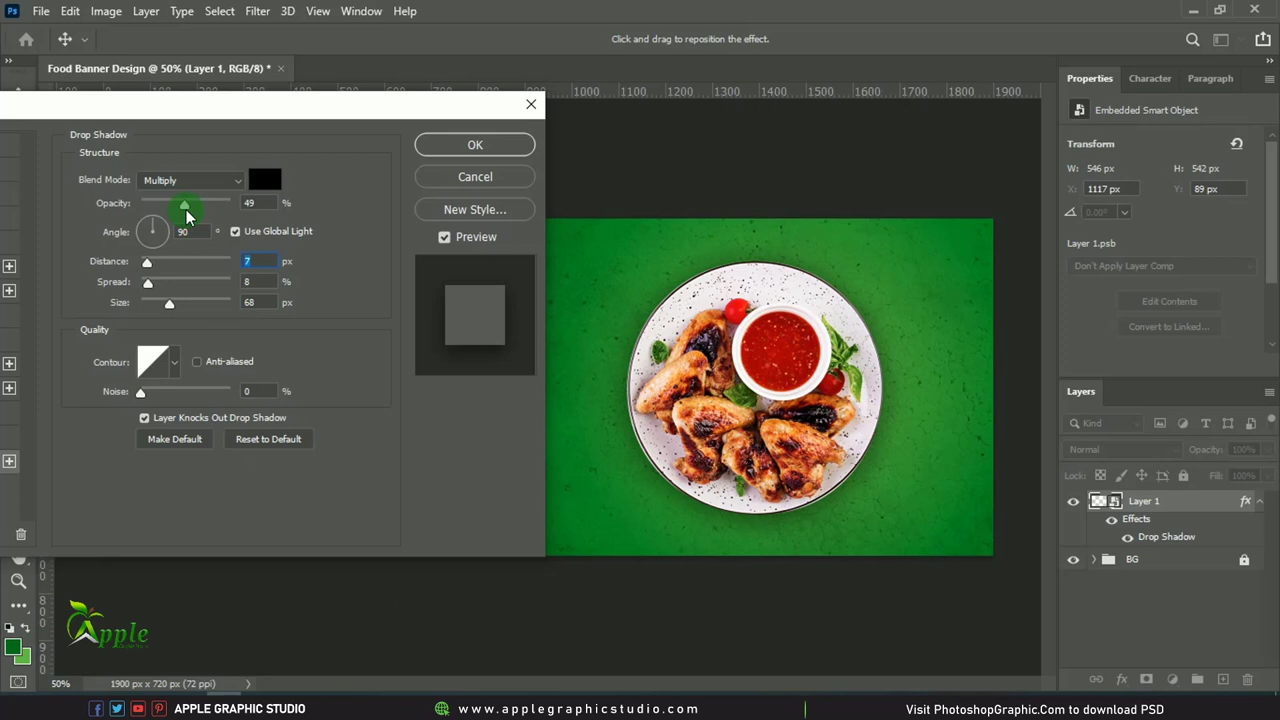 Ps File Edit Image Layer Type Select Filter 3D View Window Help
Click and drag to reposition the effect.
Food Banner Design @ 50% (Layer 1, RGB/8) *
1000 1100 1200 1300 1400 1500 1600 1700 1800 1900
Drop Shadow
Structure
Blend Mode: Multiply
Opacity: 49 %
Angle: 90 ° Use Global Light
Distance: 7 px
Spread: 8 %
Size: 68 px
Quality
Contour: Anti-aliased
Noise: 0 %
Layer Knocks Out Drop Shadow
Make Default Reset to Default
OK
Cancel
New Style...
Preview
Properties Character Paragraph
Embedded Smart Object
Transform
W: 546 px H: 542 px
X: 1117 px Y: 89 px
0.00°
Layer 1.psb
Don't Apply Layer Comp
Edit Contents
Convert to Linked...
Layers
Kind
Normal Opacity: 100%
Lock: Fill: 100%
Layer 1 fx
Effects
Drop Shadow
BG
Apple
50% 1900 px x 720 px (72 ppi)
APPLE GRAPHIC STUDIO
www.applegraphicstudio.com
Visit PhotoshopGraphic.Com to download PSD